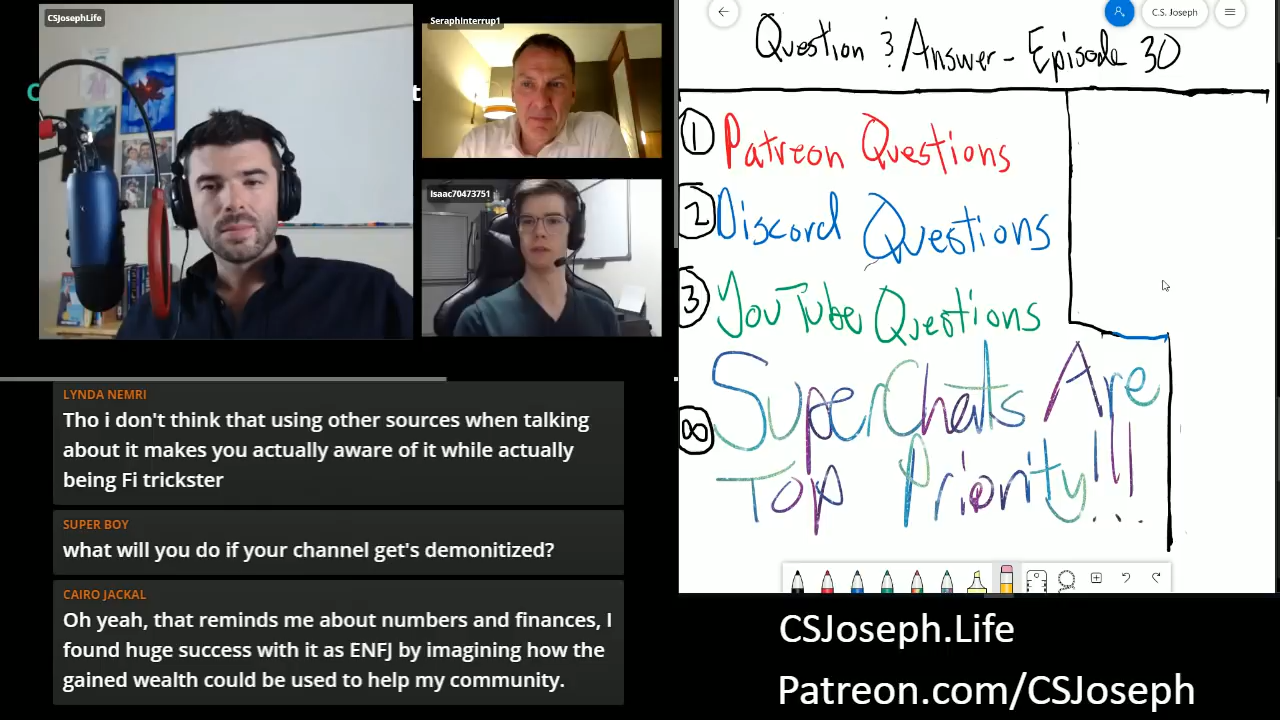 CSJosephLife
SeraphInterrup1
Isaac70473751
LYNDA NEMRI
Tho i don't think that using other sources when talking
about it makes you actually aware of it while actually
being Fi trickster
SUPER BOY
what will you do if your channel get's demonitized?
CAIRO JACKAL
Oh yeah, that reminds me about numbers and finances, I
found huge success with it as ENFJ by imagining how the
gained wealth could be used to help my community.
C.S. Joseph
Question & Answer - Episode 30
1 Patreon Questions
2 Discord Questions
3 YouTube Questions
∞ SuperChats Are
Top Priority!!!...
CSJoseph.Life
Patreon.com/CSJoseph